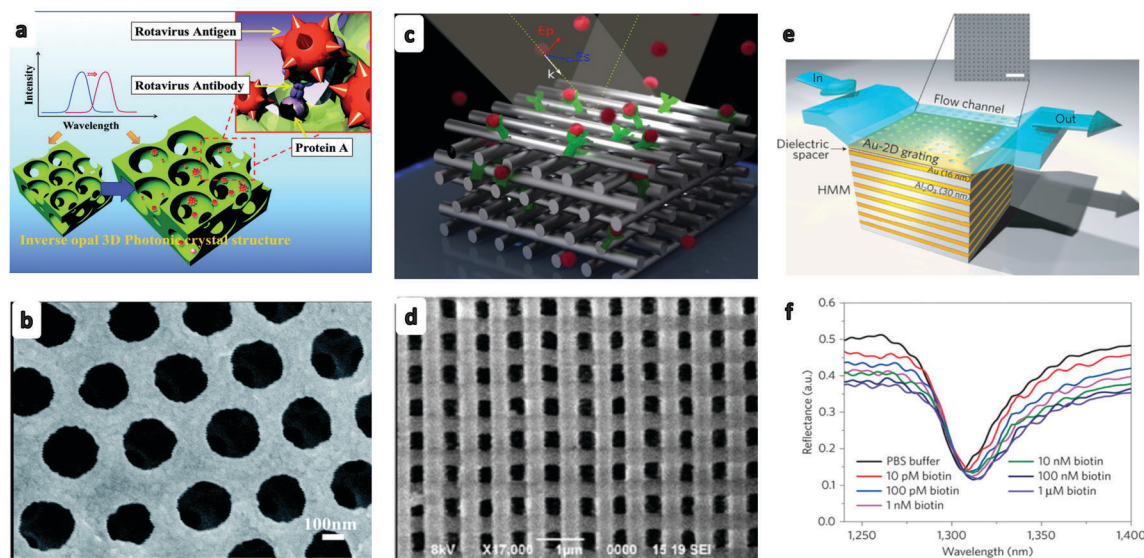 a
Rotavirus Antigen
Rotavirus Antibody
Protein A
Intensity
Wavelength
Inverse opal 3D Photonic crystal structure
b
100nm
c
Ep
Zs
k
d
8kV X17,000 1μm 0000 15 19 SEI
e
In
Flow channel
Out
Dielectric
spacer
Au-2D grating
Au (16 nm)
Al₂O₃ (30 nm)
HMM
f
Reflectance (a.u.)
0.6
0.5
0.4
0.3
0.2
0.1
0.0
PBS buffer
10 pM biotin
100 pM biotin
1 nM biotin
10 nM biotin
100 nM biotin
1 μM biotin
1,250 1,300 1,350 1,400
Wavelength (nm)